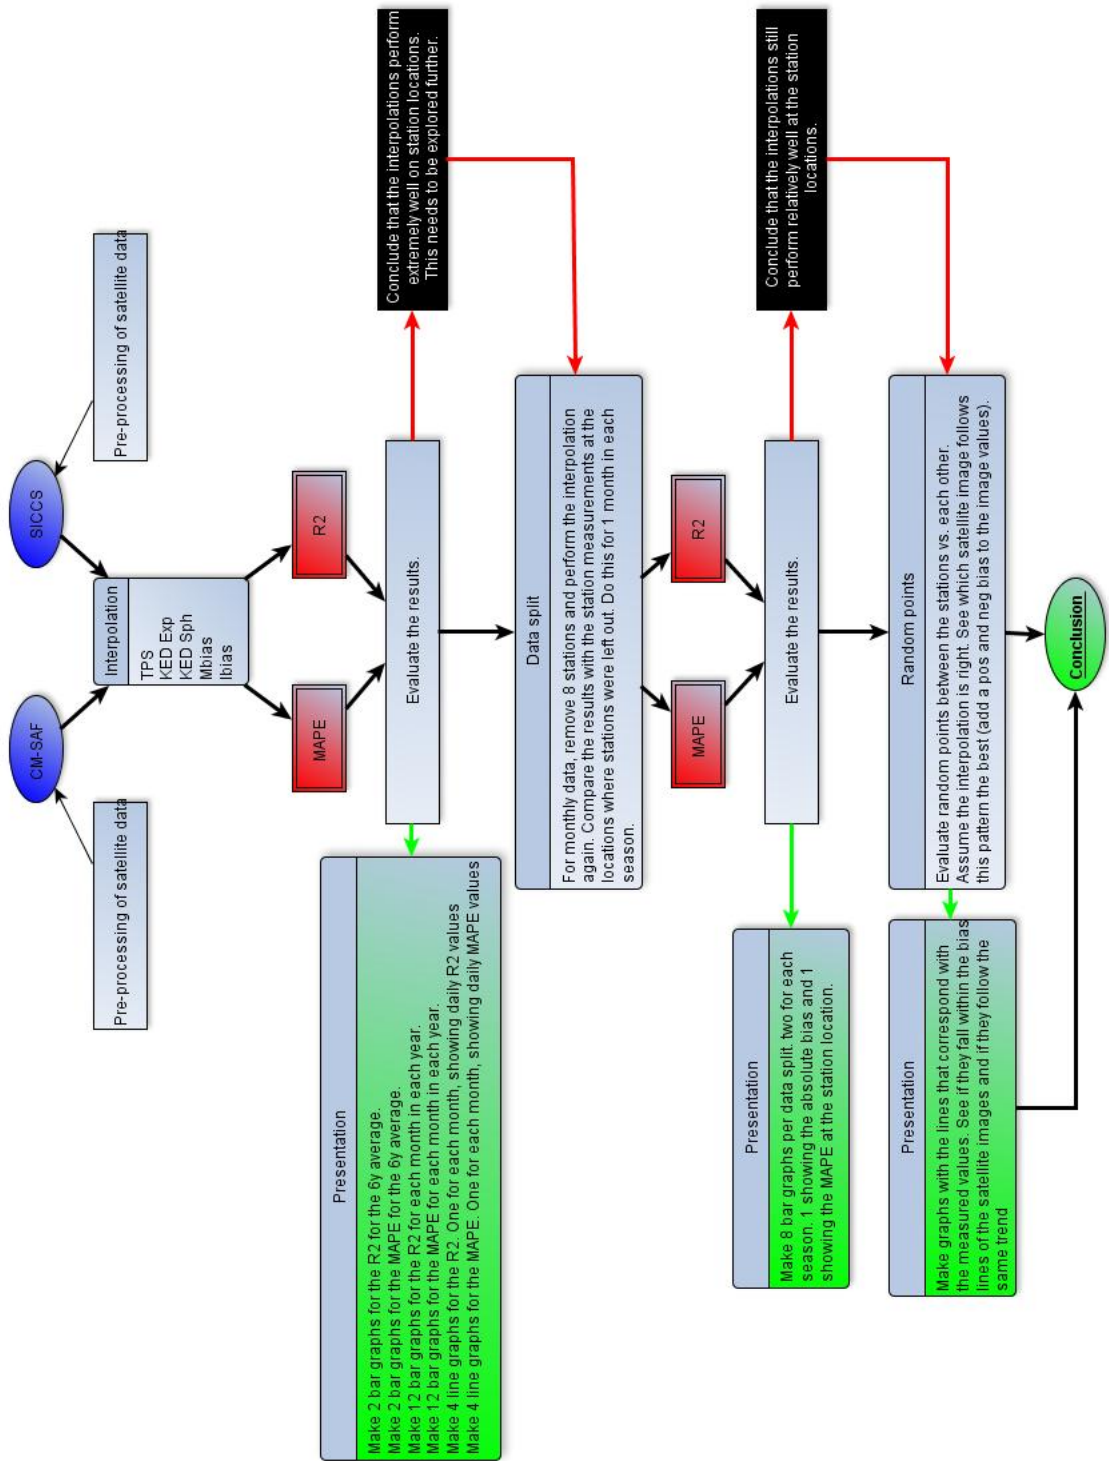 CM-SAF
SICCS
Pre-processing of satellite data
Pre-processing of satellite data
Interpolation
TPS
KED Exp
KED Sph
Mbias
Ibias
MAPE
R2
Evaluate the results.
Conclude that the interpolations perform
extremely well on station locations.
This needs to be explored further.
Presentation
Make 2 bar graphs for the R2 for the 6y average.
Make 2 bar graphs for the MAPE for the 6y average.
Make 12 bar graphs for the R2 for each month in each year.
Make 12 bar graphs for the MAPE for each month in each year.
Make 4 line graphs for the R2. One for each month, showing daily R2 values
Make 4 line graphs for the MAPE. One for each month, showing daily MAPE values
Data split
For monthly data, remove 8 stations and perform the interpolation
again. Compare the results with the station measurements at the
locations where stations were left out. Do this for 1 month in each
season.
MAPE
R2
Evaluate the results.
Conclude that the interpolations still
perform relatively well at the station
locations.
Presentation
Make 8 bar graphs per data split. two for each
season. 1 showing the absolute bias and 1
showing the MAPE at the station location.
Random points
Evaluate random points between the stations vs. each other.
Assume the interpolation is right. See which satellite image follows
this pattern the best (add a pos and neg bias to the image values).
Presentation
Make graphs with the lines that correspond with
the measured values. See if they fall within the bias
lines of the satellite images and if they follow the
same trend
Conclusion